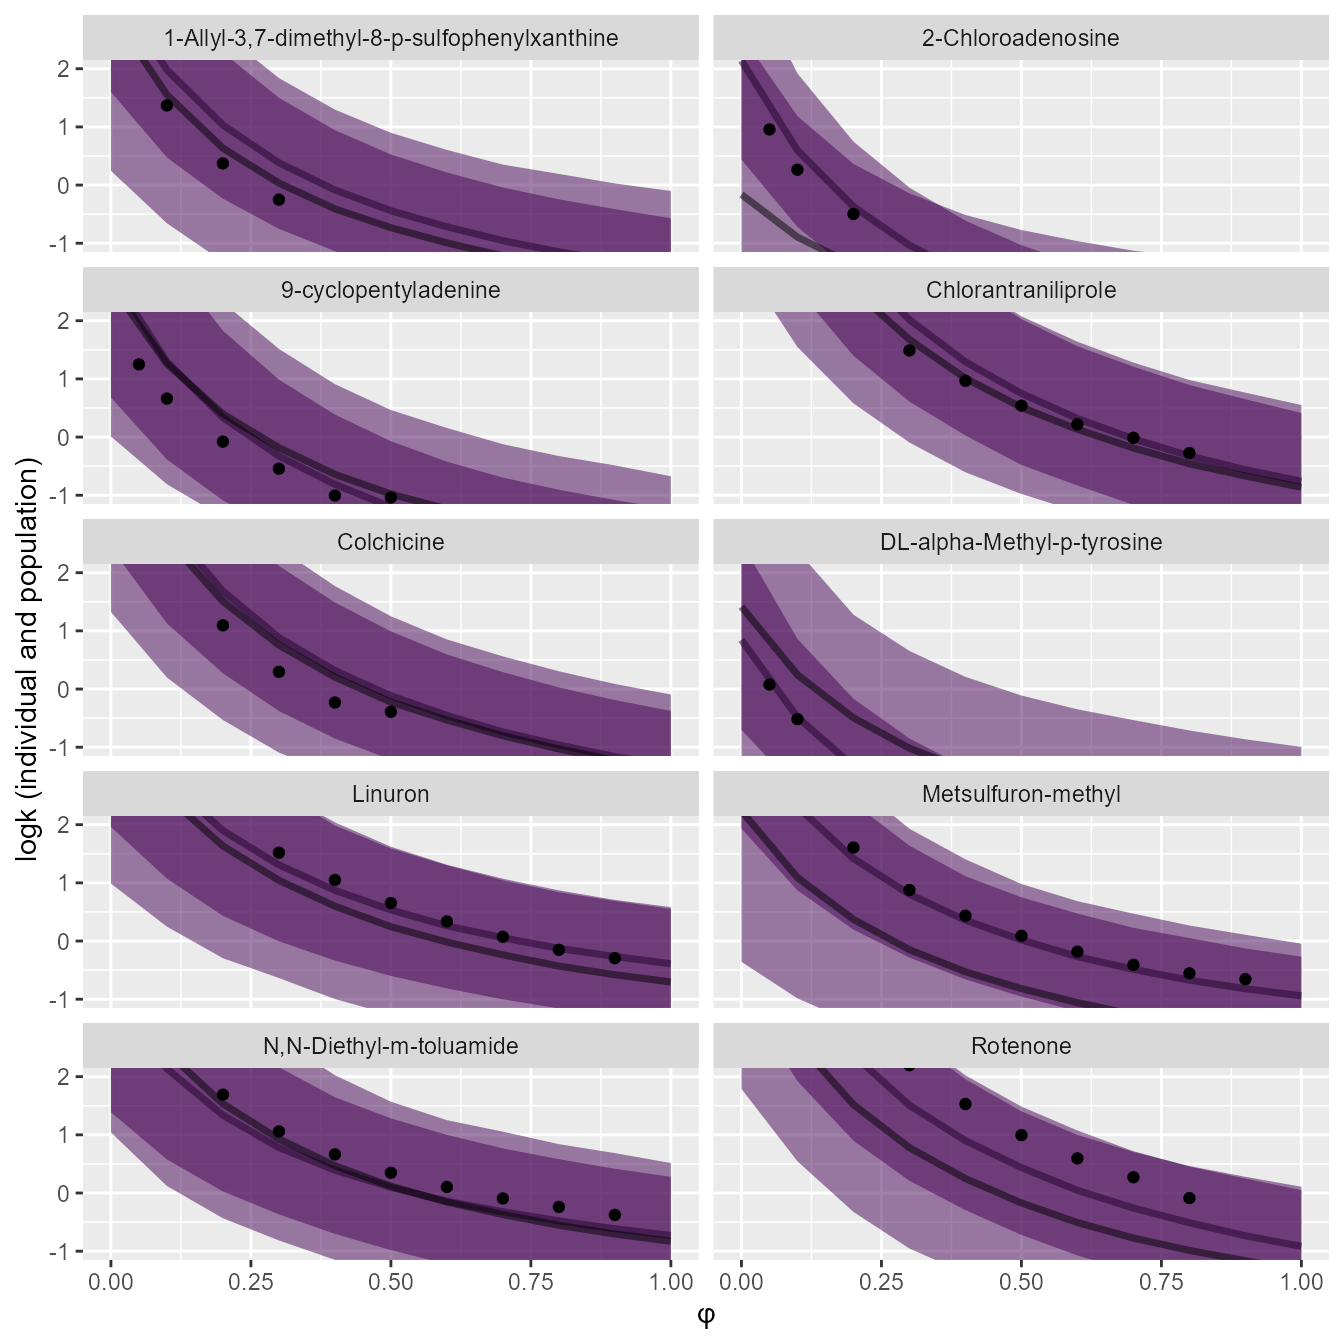 1-Allyl-3,7-dimethyl-8-p-sulfophenylxanthine
2-Chloroadenosine
2
1
0
-1
9-cyclopentyladenine
Chlorantraniliprole
2
1
0
-1
Colchicine
DL-alpha-Methyl-p-tyrosine
2
1
0
-1
Linuron
Metsulfuron-methyl
2
1
0
-1
N,N-Diethyl-m-toluamide
Rotenone
2
1
0
-1
0.00 0.25 0.50 0.75 1.00
0.00 0.25 0.50 0.75 1.00
φ
logk (individual and population)